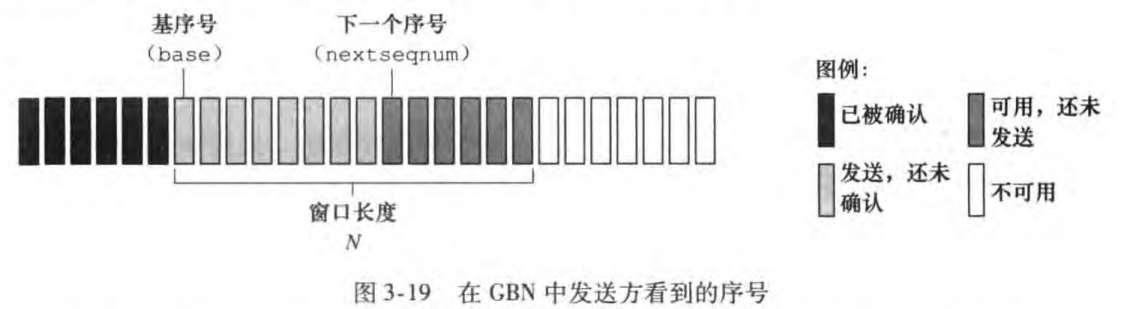 基序号
(base)
下一个序号
(nextseqnum)
窗口长度
N
图例:
已被确认
发送,还未
确认
可用,还未
发送
不可用
图 3-19 在 GBN 中发送方看到的序号